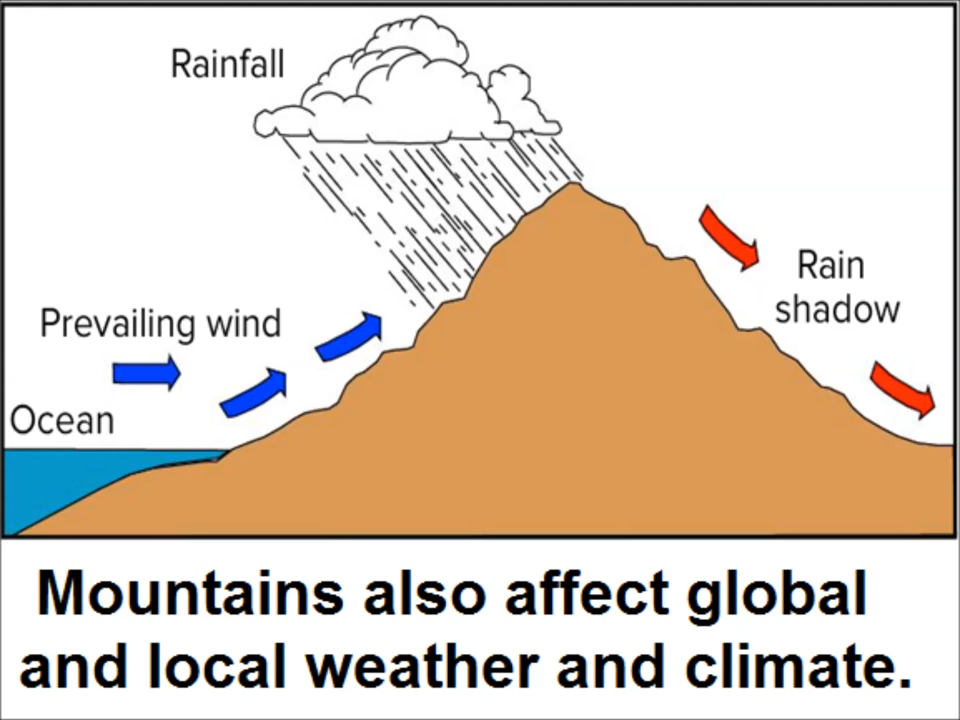 Rainfall
Prevailing wind
Ocean
Rain
shadow
Mountains also affect global
and local weather and climate.